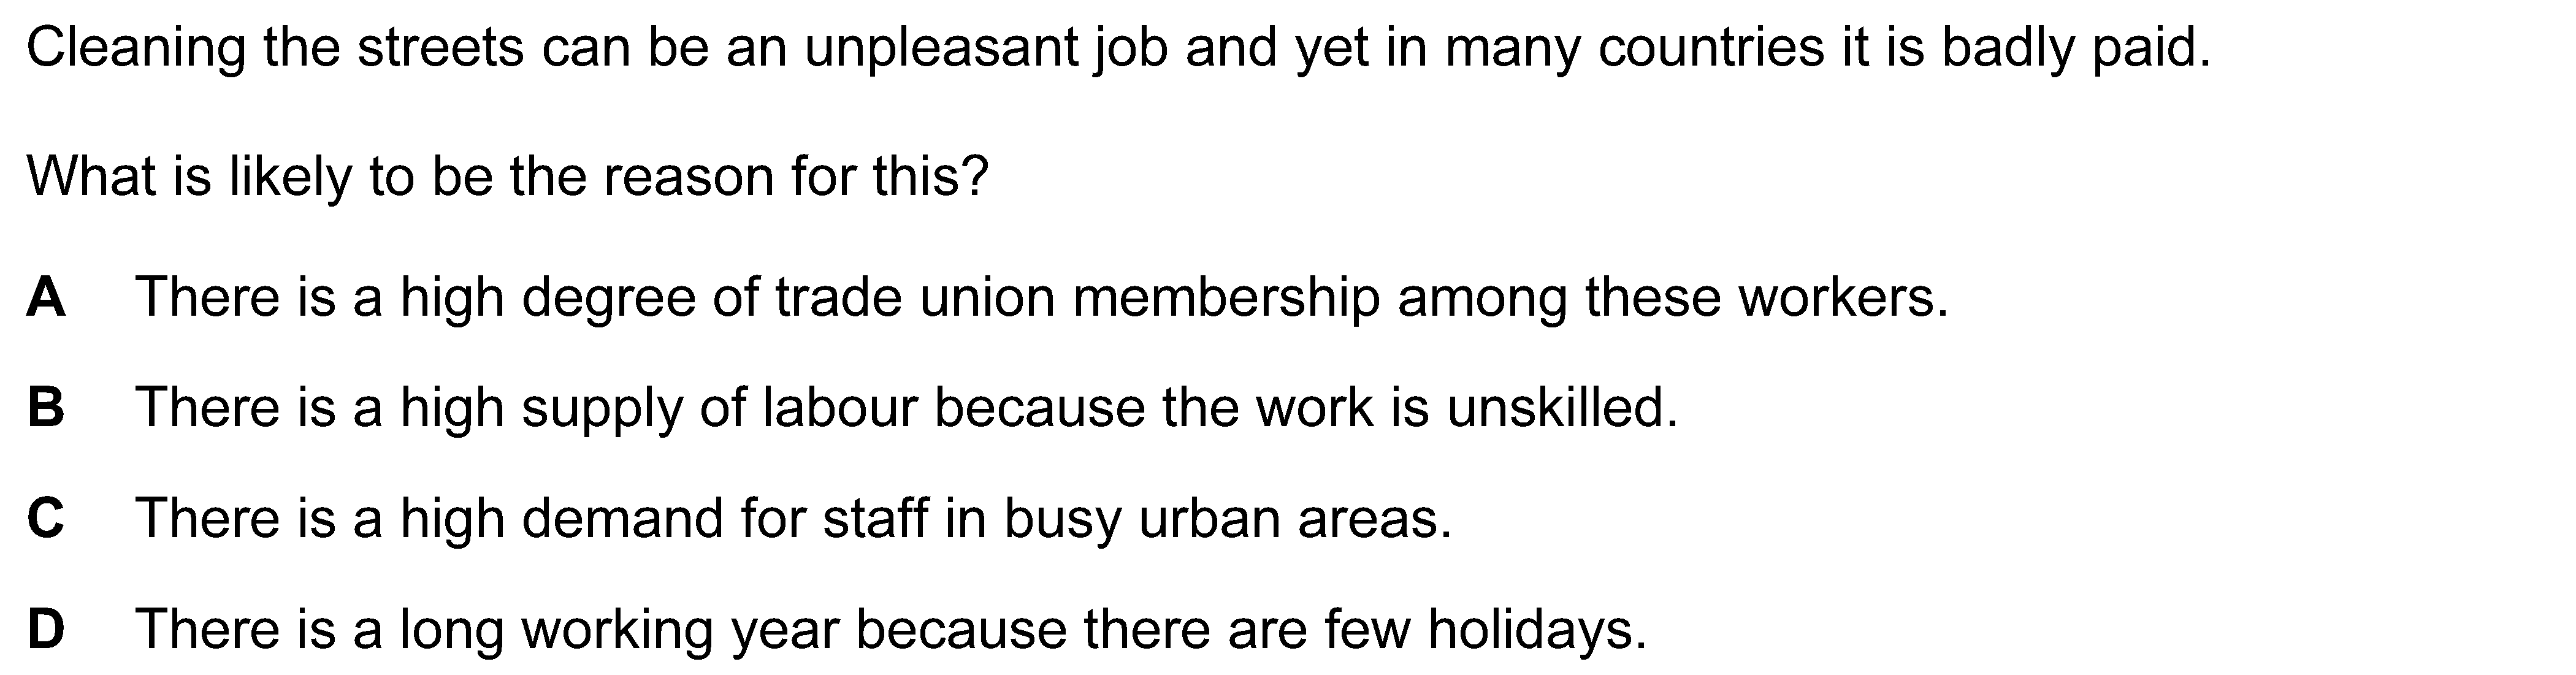 Cleaning the streets can be an unpleasant job and yet in many countries it is badly paid.
What is likely to be the reason for this?
A There is a high degree of trade union membership among these workers.
B There is a high supply of labour because the work is unskilled.
C There is a high demand for staff in busy urban areas.
D There is a long working year because there are few holidays.